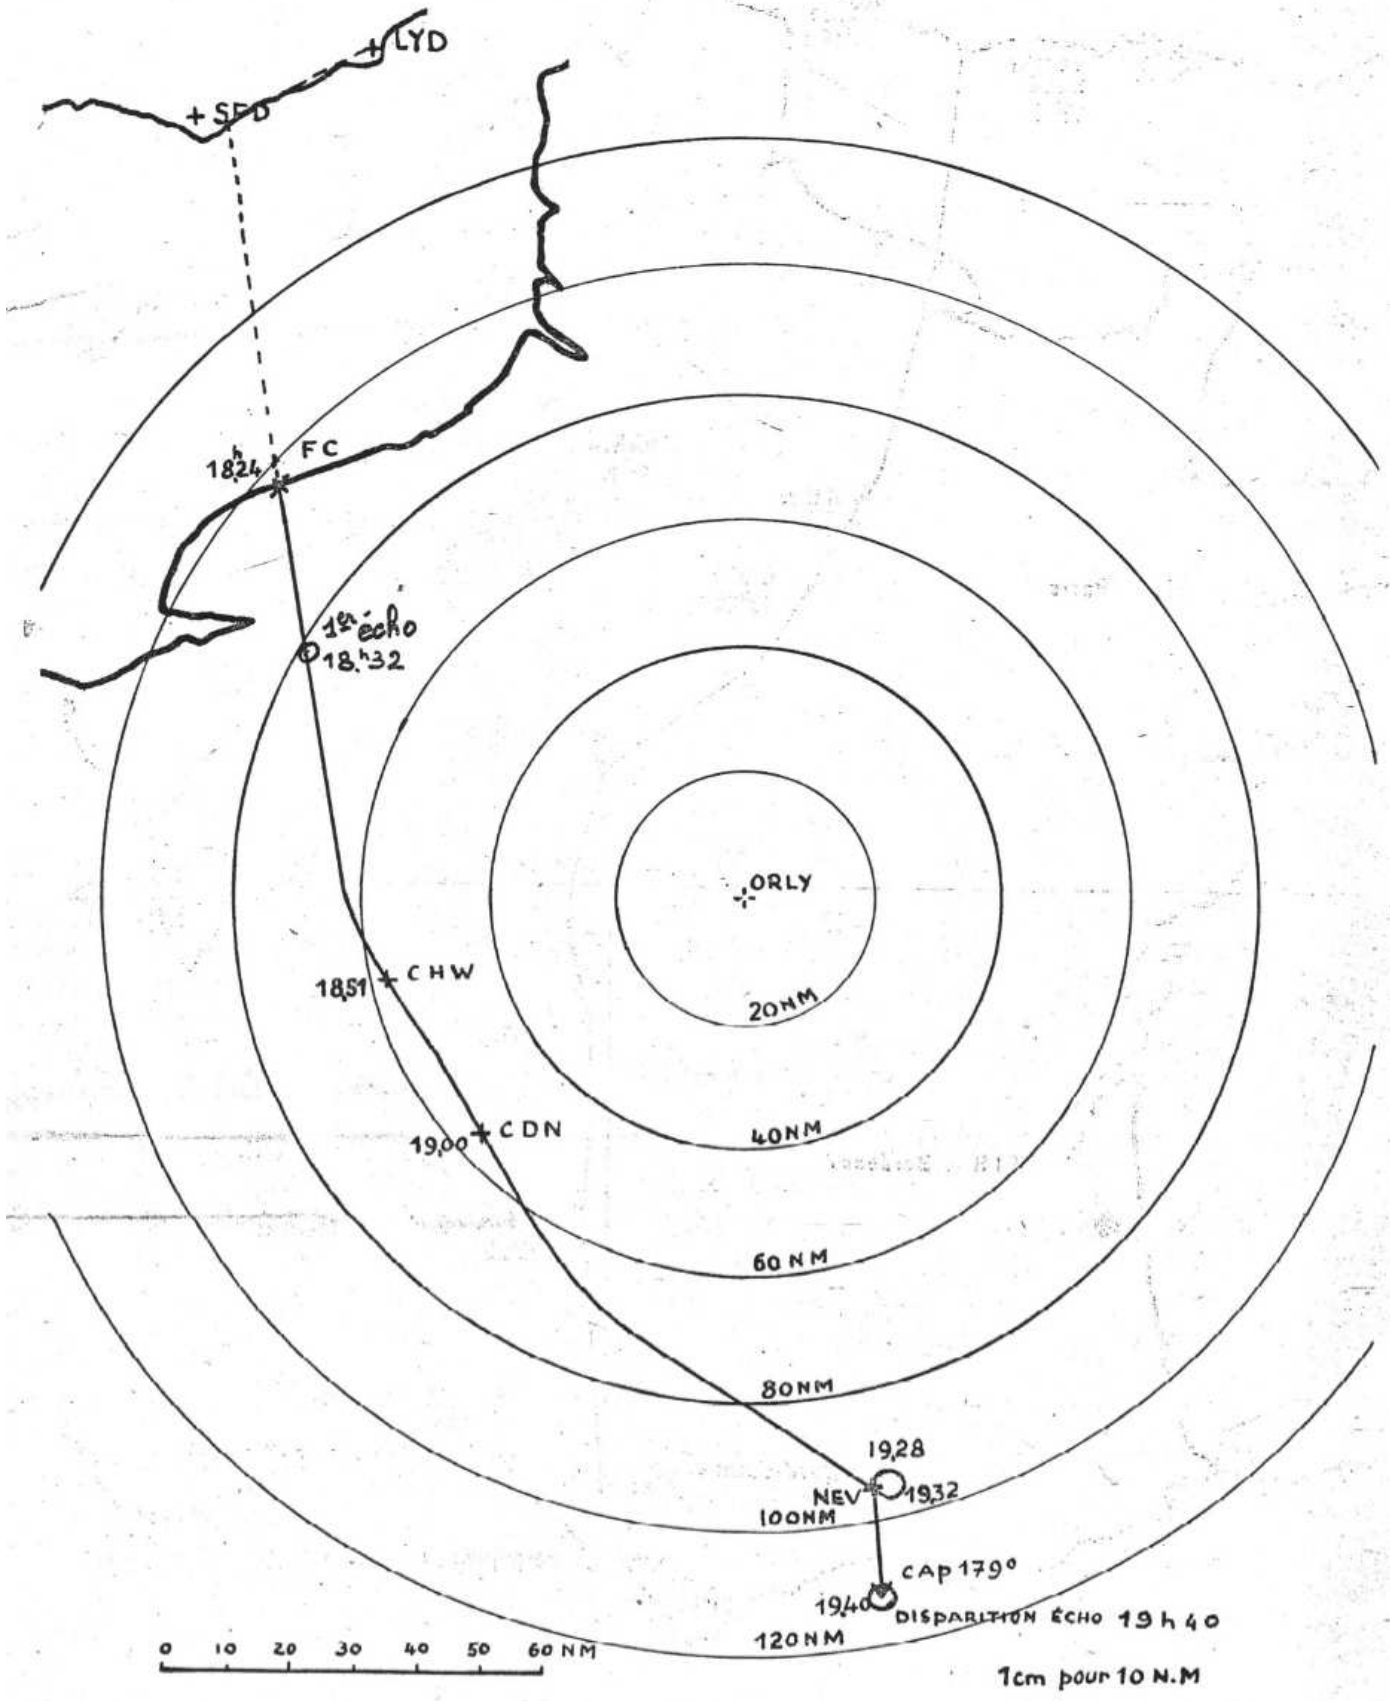 LYD
SFD
FC
18h24
1er écho
18.h32
ORLY
CHW
18,51
20NM
CDN
19,00
40NM
60 NM
80NM
19,28
NEV
19,32
100NM
CAP 179°
19,40
DISPARITION ÉCHO 19 h 40
120NM
0 10 20 30 40 50 60 NM
1cm pour 10 N.M